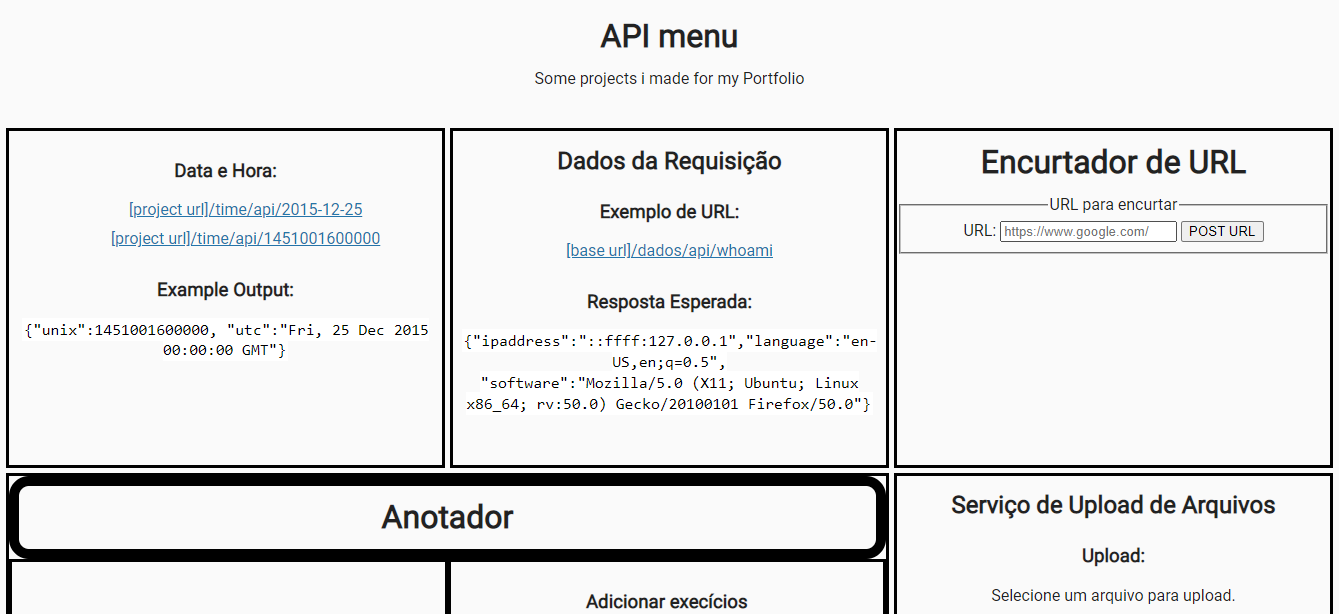 API menu
Some projects i made for my Portfolio
Data e Hora:
[project url]/time/api/2015-12-25
[project url]/time/api/1451001600000
Example Output:
{"unix":1451001600000, "utc":"Fri, 25 Dec 2015
00:00:00 GMT"}
Dados da Requisição
Exemplo de URL:
[base url]/dados/api/whoami
Resposta Esperada:
{"ipaddress":"::ffff:127.0.0.1","language":"en-
US,en;q=0.5",
"software":"Mozilla/5.0 (X11; Ubuntu; Linux
x86_64; rv:50.0) Gecko/20100101 Firefox/50.0"}
Encurtador de URL
URL para encurtar
URL: https://www.google.com/ POST URL
Anotador
Adicionar execícios
Serviço de Upload de Arquivos
Upload:
Selecione um arquivo para upload.